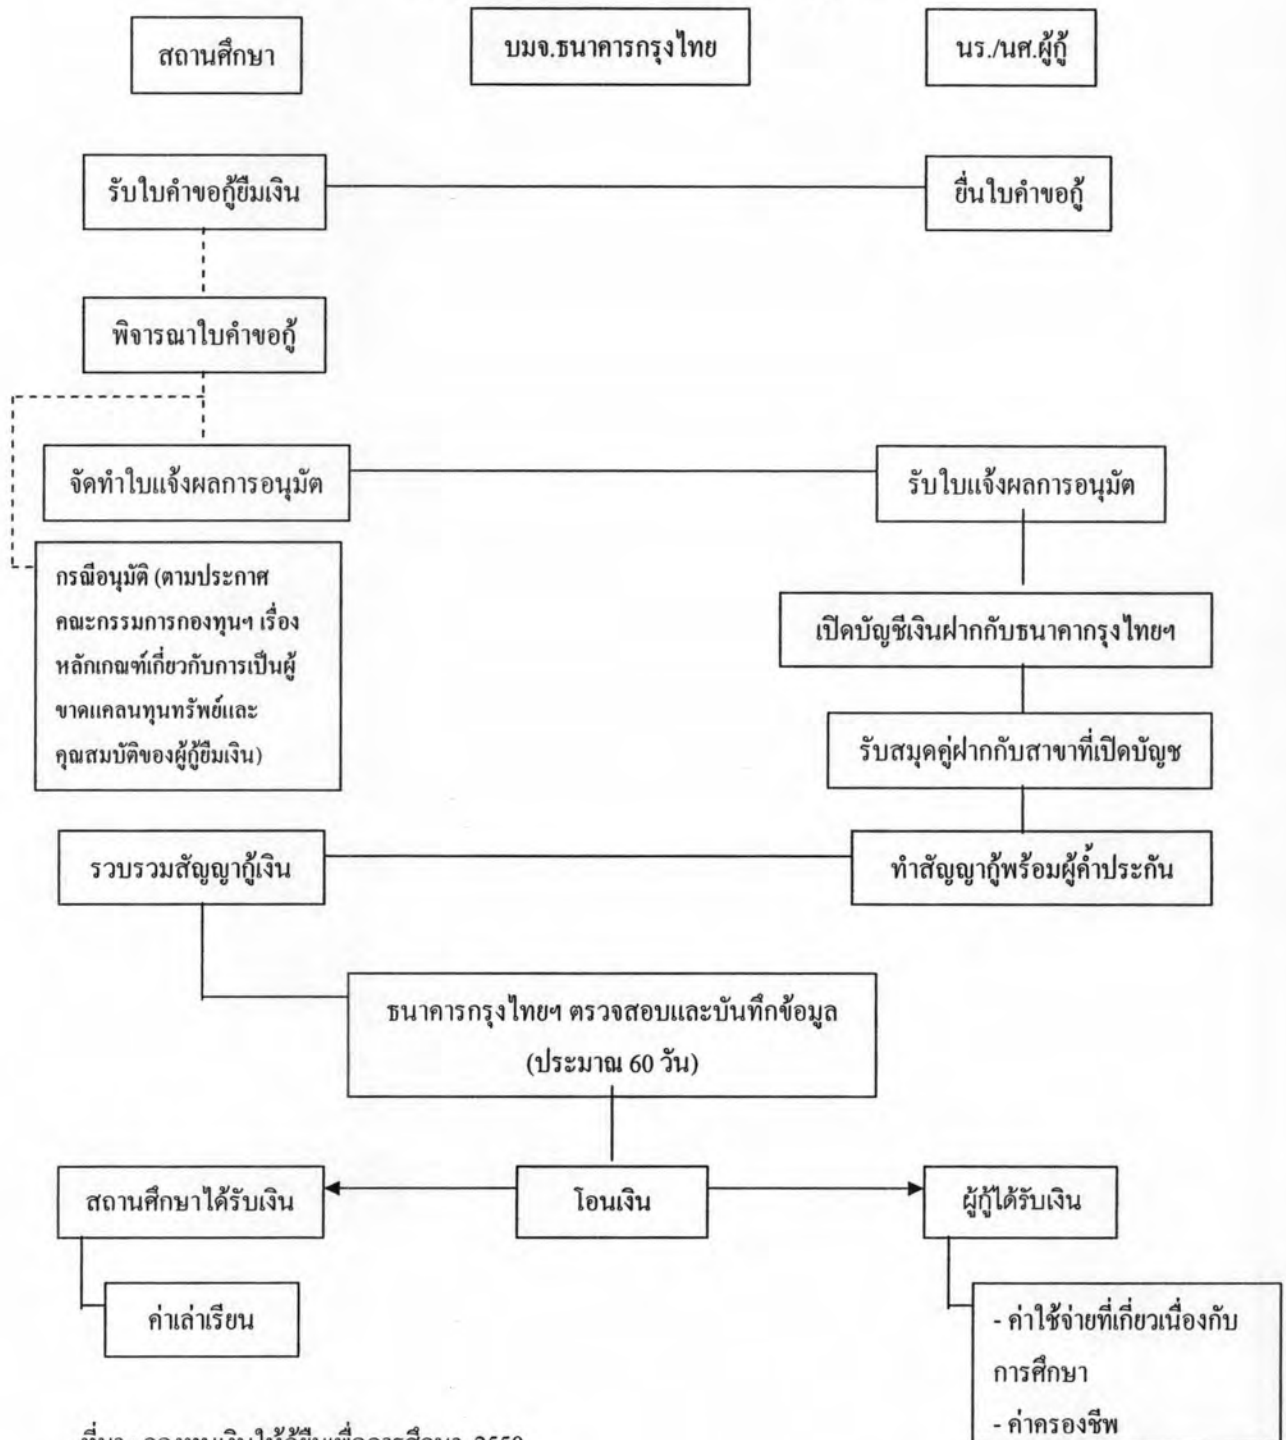 สถานศึกษา
บมจ.ธนาคารกรุงไทย
นร./นศ.ผู้กู้
รับใบคำขอกู้ยืมเงิน
ยื่นใบคำขอกู้
พิจารณาใบคำขอกู้
จัดทำใบแจ้งผลการอนุมัต
รับใบแจ้งผลการอนุมัต
กรณีอนุมัติ (ตามประกาศ
คณะกรรมการกองทุนฯ เรื่อง
หลักเกณฑ์เกี่ยวกับการเป็นผู้
ขาดแคลนทุนทรัพย์และ
คุณสมบัติของผู้กู้ยืมเงิน)
เปิดบัญชีเงินฝากกับธนาคากรุงไทยฯ
รับสมุดคู่ฝากกับสาขาที่เปิดบัญช
รวบรวมสัญญากู้เงิน
ทำสัญญากู้พร้อมผู้ค้ำประกัน
ธนาคารกรุงไทยฯ ตรวจสอบและบันทึกข้อมูล
(ประมาณ 60 วัน)
สถานศึกษาได้รับเงิน
โอนเงิน
ผู้กู้ได้รับเงิน
ค่าเล่าเรียน
- ค่าใช้จ่ายที่เกี่ยวเนื่องกับ
การศึกษา
- ค่าครองชีพ